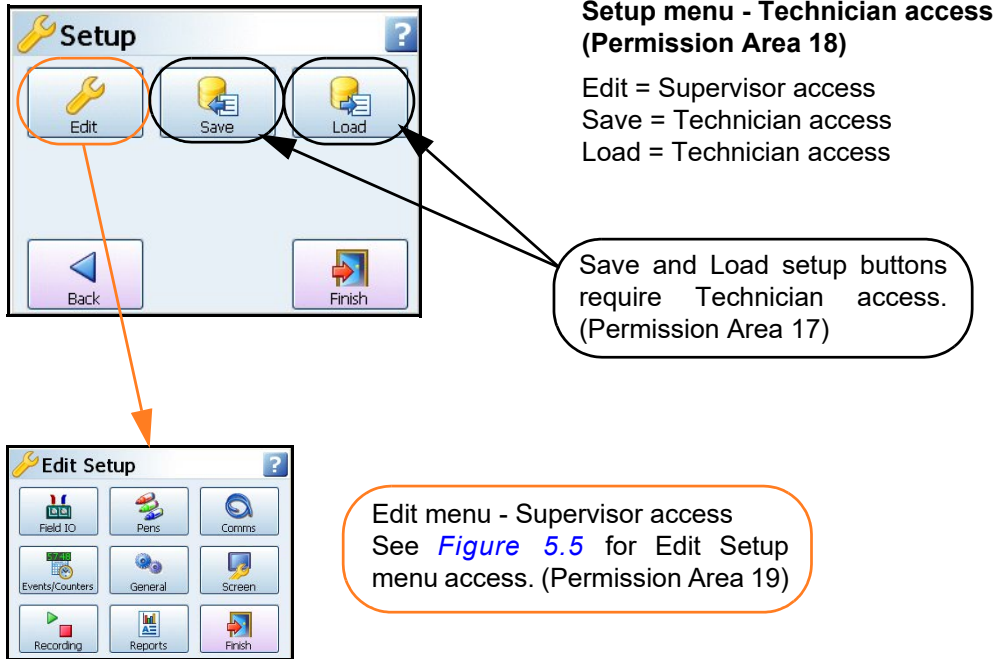 Setup
?
Edit
Save
Load
Back
Finish
Setup menu - Technician access
(Permission Area 18)
Edit = Supervisor access
Save = Technician access
Load = Technician access
Save and Load setup buttons
require Technician access.
(Permission Area 17)
Edit Setup
?
Field IO
Pens
Comms
5748
Events/Counters
General
Screen
Recording
Reports
Finish
Edit menu - Supervisor access
See Figure 5.5 for Edit Setup
menu access. (Permission Area 19)